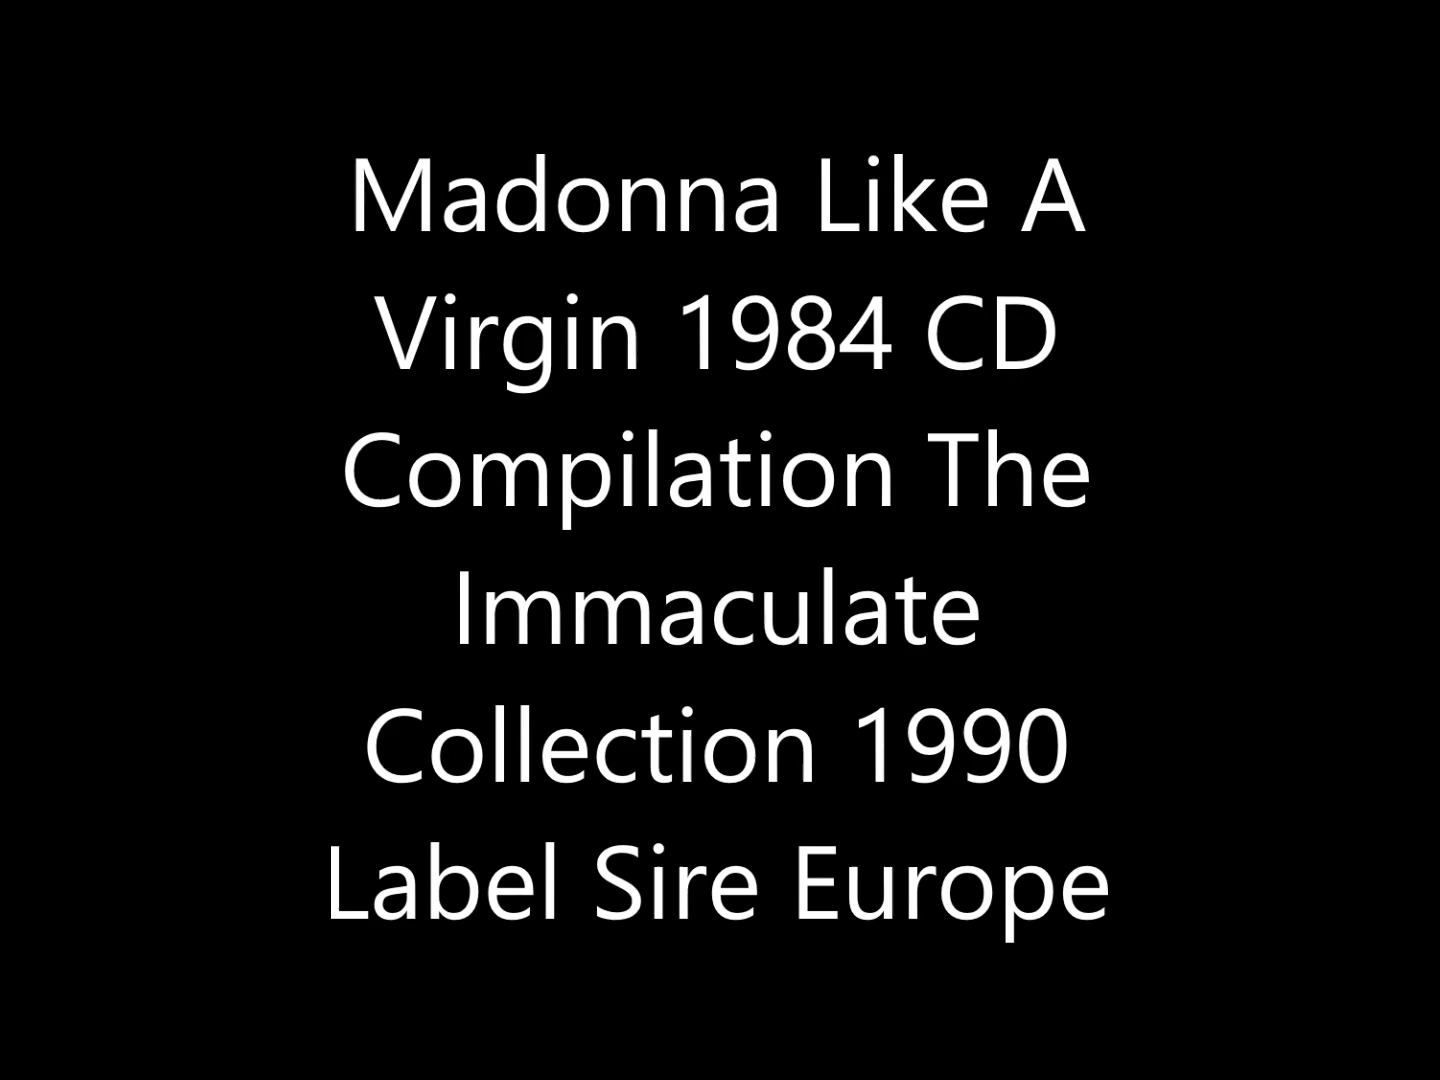 Madonna Like A
Virgin 1984 CD
Compilation The
Immaculate
Collection 1990
Label Sire Europe